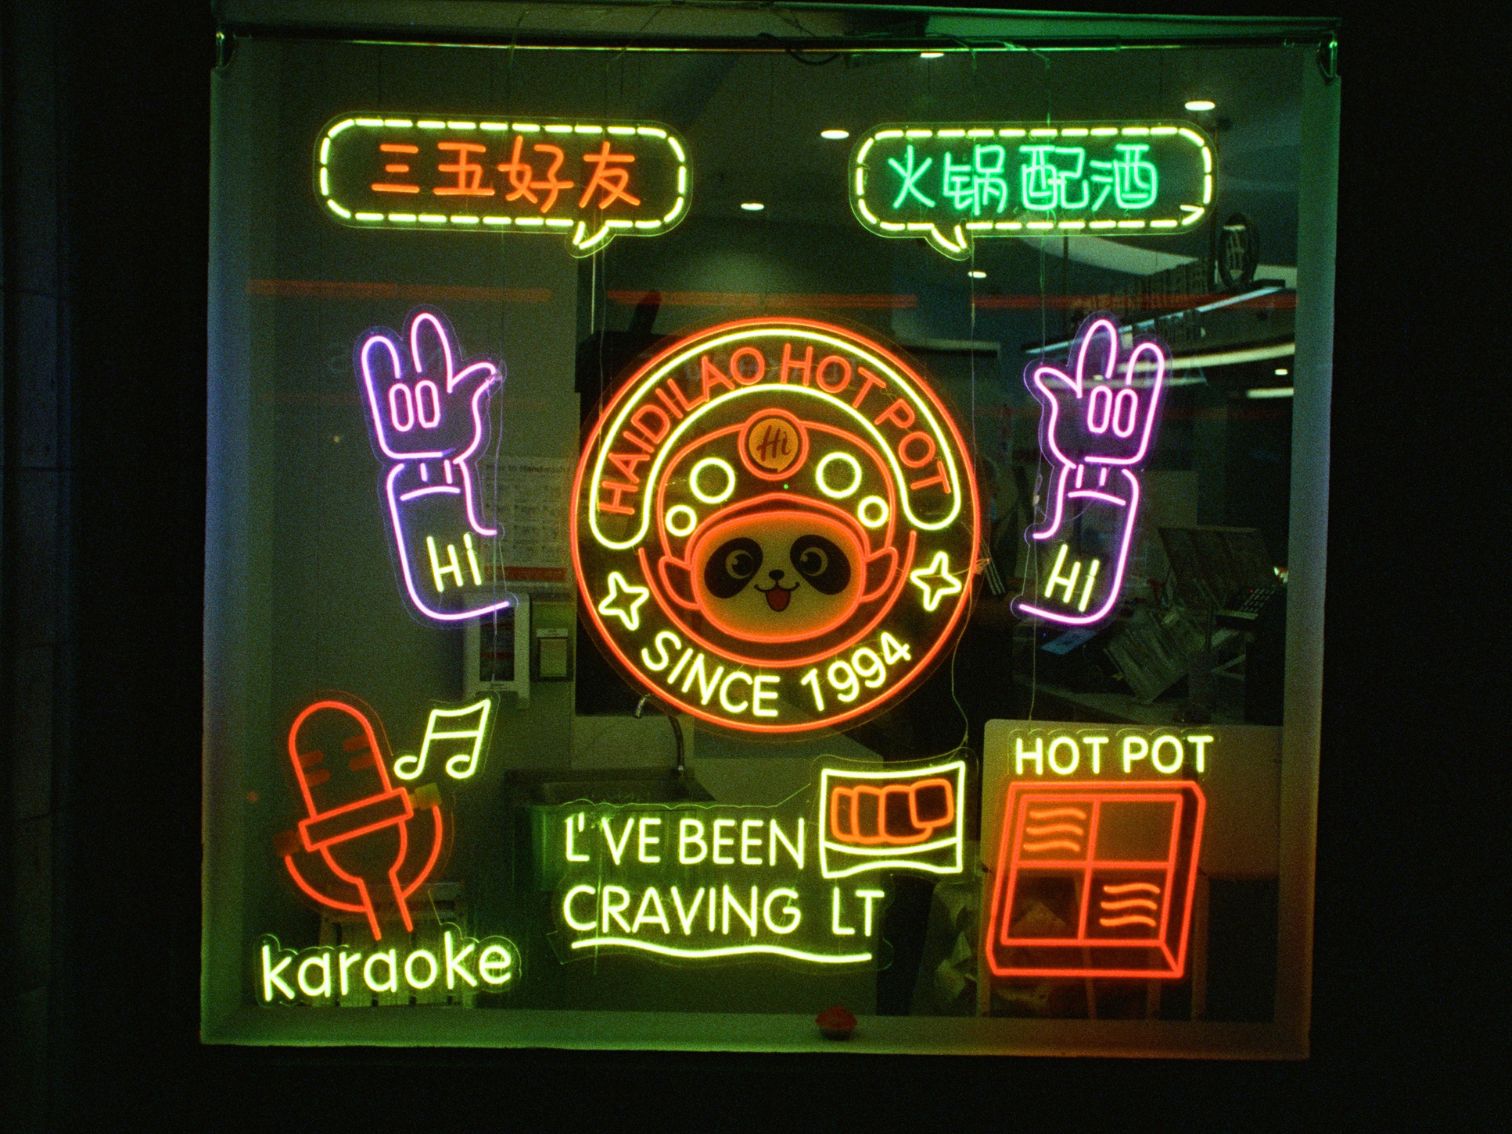 三五好友
火锅配酒
HAIDILAO HOT POT
Hi
SINCE 1994
Hi
Hi
karaoke
L'VE BEEN
CRAVING LT
HOT POT